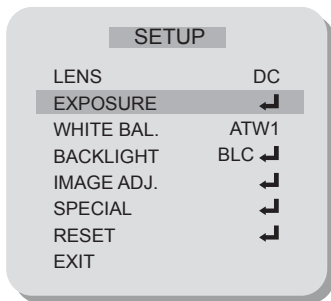 SETUP
LENS DC
EXPOSURE ↵
WHITE BAL. ATW1
BACKLIGHT BLC ↵
IMAGE ADJ. ↵
SPECIAL ↵
RESET ↵
EXIT